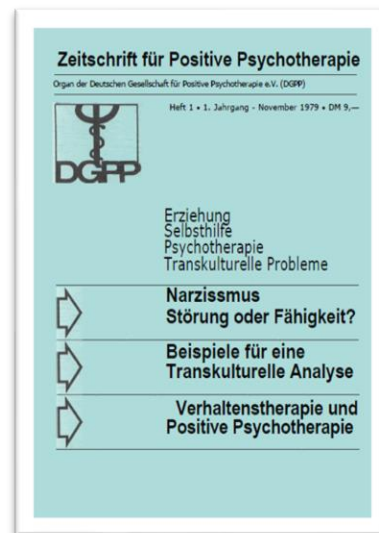 Zeitschrift für Positive Psychotherapie
Organ der Deutschen Gesellschaft für Positive Psychotherapie e.V. (DGPP)
Heft 1 • 1. Jahrgang - November 1979 • DM 9,—
DGPP
Erziehung
Selbsthilfe
Psychotherapie
Transkulturelle Probleme
Narzissmus
Störung oder Fähigkeit?
Beispiele für eine
Transkulturelle Analyse
Verhaltenstherapie und
Positive Psychotherapie